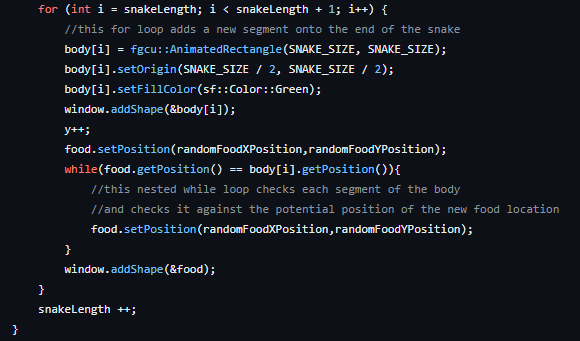 for (int i = snakeLength; i < snakeLength + 1; i++) {
//this for loop adds a new segment onto the end of the snake
body[i] = fgcu::AnimatedRectangle(SNAKE_SIZE, SNAKE_SIZE);
body[i].setOrigin(SNAKE_SIZE / 2, SNAKE_SIZE / 2);
body[i].setFillColor(sf::Color::Green);
window.addShape(&body[i]);
y++;
food.setPosition(randomFoodXPosition,randomFoodYPosition);
while(food.getPosition() == body[i].getPosition()){
//this nested while loop checks each segment of the body
//and checks it against the potential position of the new food location
food.setPosition(randomFoodXPosition,randomFoodYPosition);
}
window.addShape(&food);
}
snakeLength ++;
}